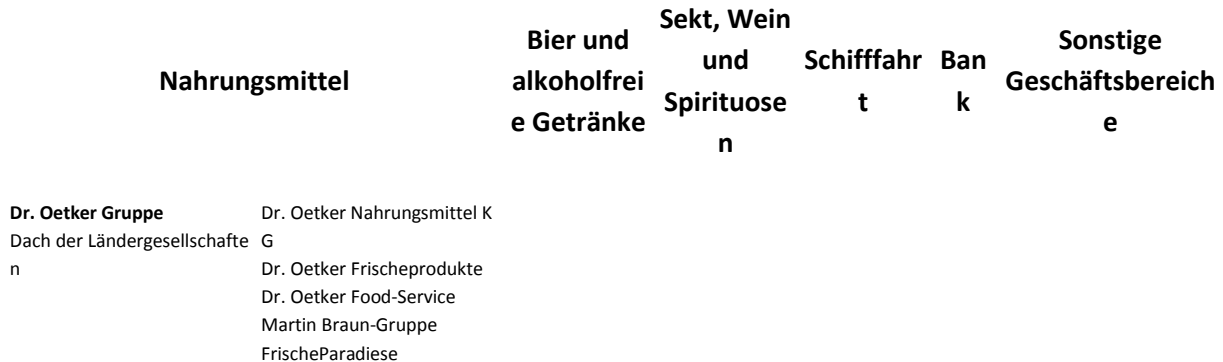 Nahrungsmittel
Bier und
alkoholfrei
e Getränke
Sekt, Wein
und
Spirituose
n
Schifffahr
t
Ban
k
Sonstige
Geschäftsbereich
e
Dr. Oetker Gruppe
Dach der Ländergesellschafte
n
Dr. Oetker Nahrungsmittel K
G
Dr. Oetker Frischeprodukte
Dr. Oetker Food-Service
Martin Braun-Gruppe
FrischeParadiese